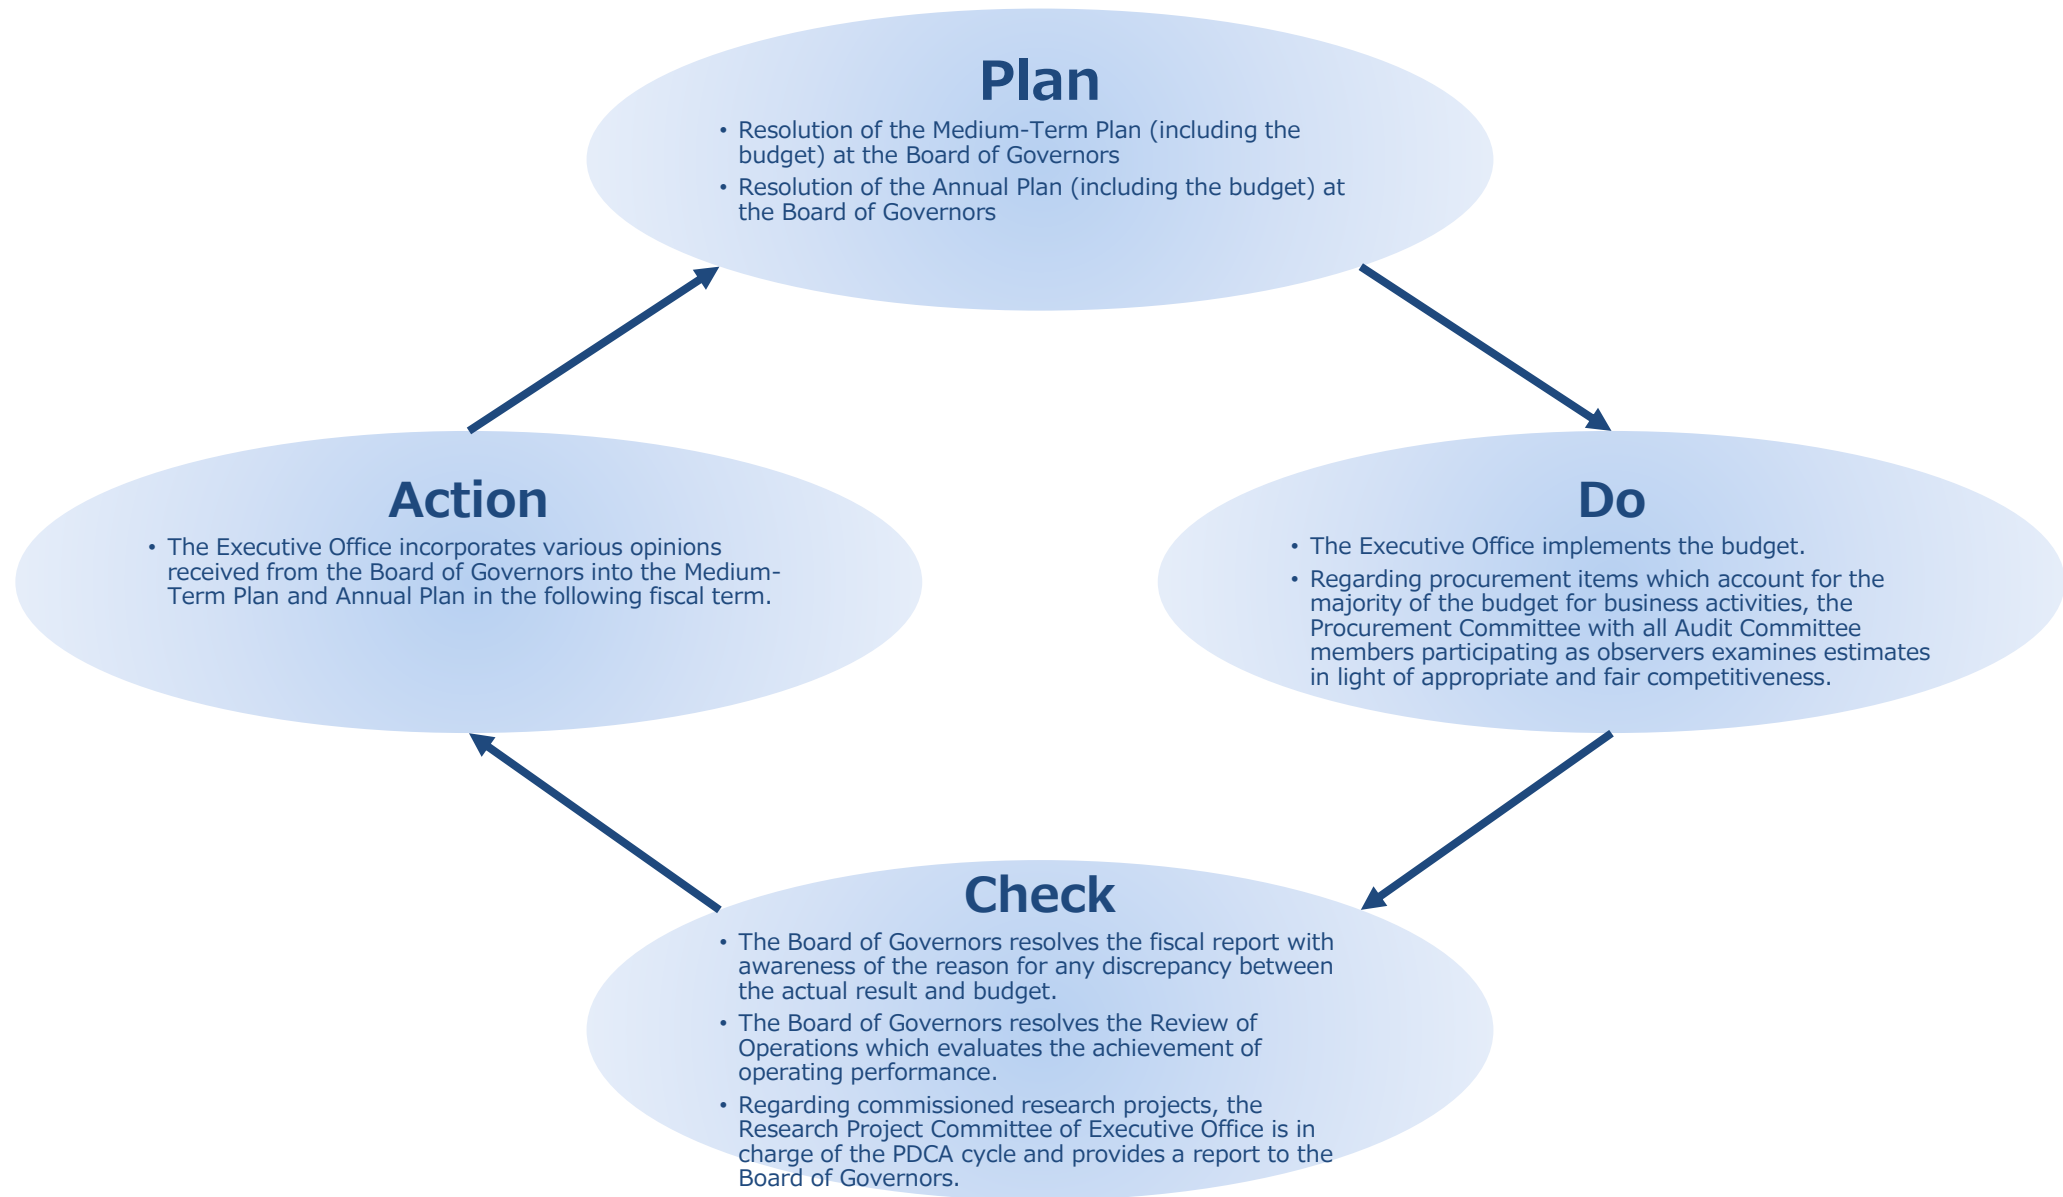 Plan
• Resolution of the Medium-Term Plan (including the
budget) at the Board of Governors
• Resolution of the Annual Plan (including the budget) at
the Board of Governors
Action
• The Executive Office incorporates various opinions
received from the Board of Governors into the Medium-
Term Plan and Annual Plan in the following fiscal term.
Do
• The Executive Office implements the budget.
• Regarding procurement items which account for the
majority of the budget for business activities, the
Procurement Committee with all Audit Committee
members participating as observers examines estimates
in light of appropriate and fair competitiveness.
Check
• The Board of Governors resolves the fiscal report with
awareness of the reason for any discrepancy between
the actual result and budget.
• The Board of Governors resolves the Review of
Operations which evaluates the achievement of
operating performance.
• Regarding commissioned research projects, the
Research Project Committee of Executive Office is in
charge of the PDCA cycle and provides a report to the
Board of Governors.